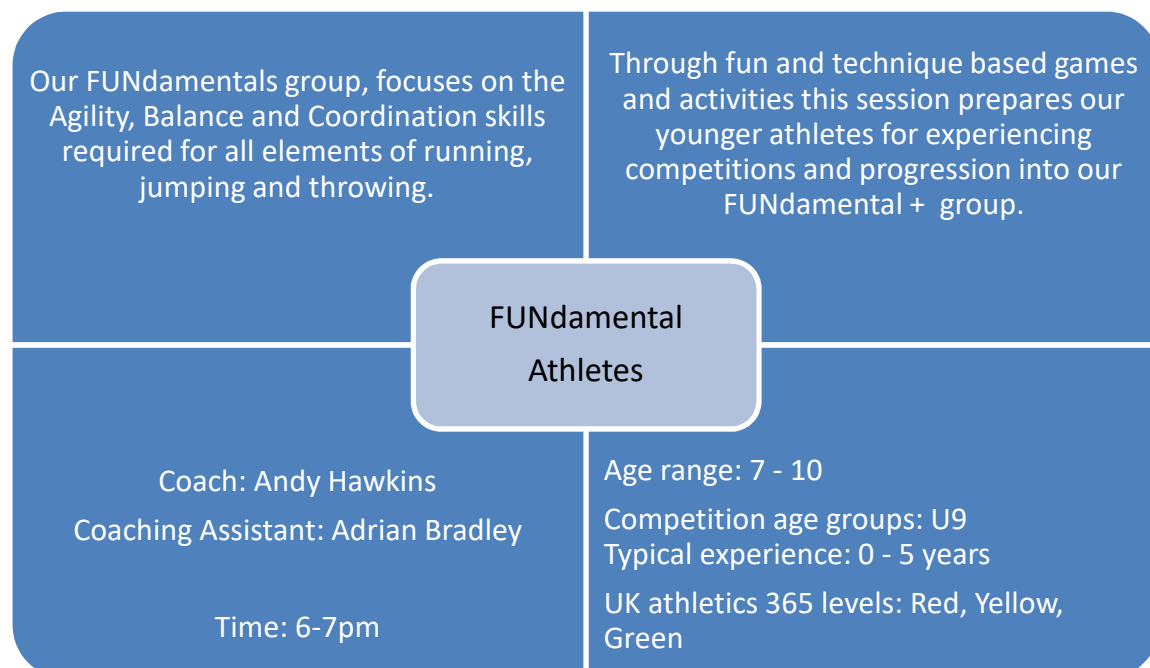 Our FUNdamentals group, focuses on the
Agility, Balance and Coordination skills
required for all elements of running,
jumping and throwing.
Through fun and technique based games
and activities this session prepares our
younger athletes for experiencing
competitions and progression into our
FUNdamental + group.
FUNdamental
Athletes
Coach: Andy Hawkins
Coaching Assistant: Adrian Bradley
Time: 6-7pm
Age range: 7 - 10
Competition age groups: U9
Typical experience: 0 - 5 years
UK athletics 365 levels: Red, Yellow,
Green